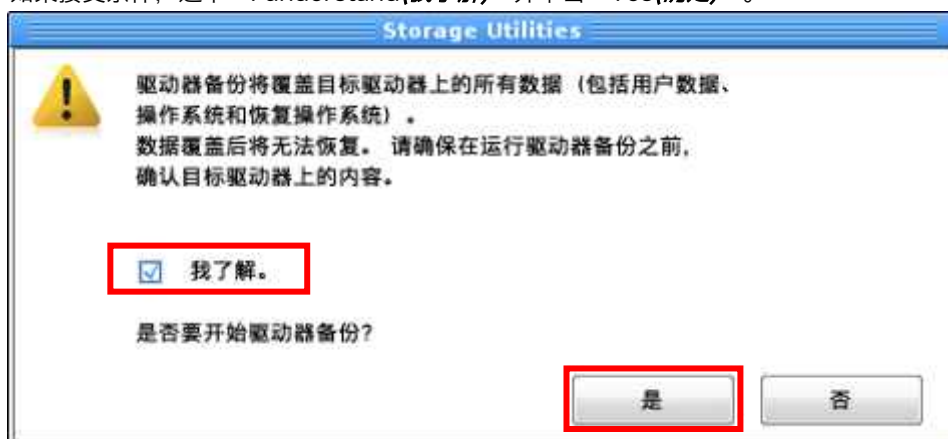 Storage Utilities
驱动器备份将覆盖目标驱动器上的所有数据（包括用户数据、
操作系统和恢复操作系统）。
数据覆盖后将无法恢复。 请确保在运行驱动器备份之前，
确认目标驱动器上的内容。
我了解。
是否要开始驱动器备份？
是
否